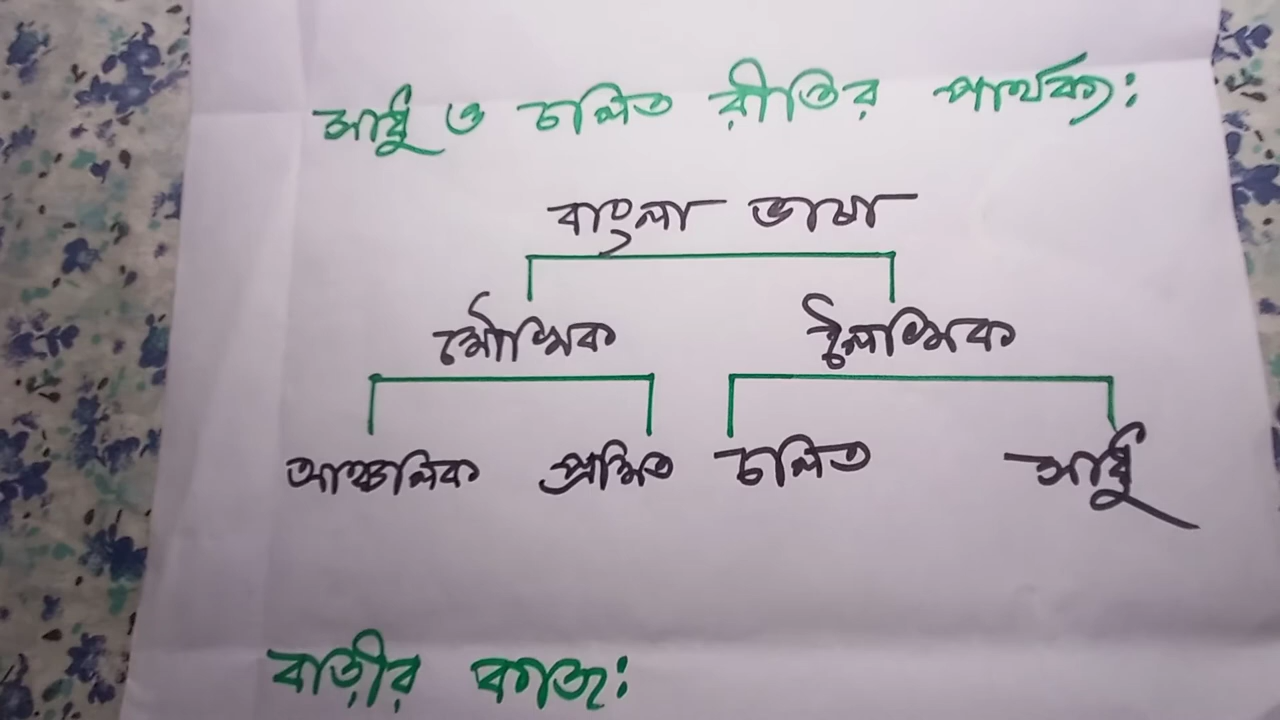 সাধু ও চলিত রীতির পার্থক্য:
বাংলা ভাষা
মৌখিক লৈখিক
আঞ্চলিক প্রমিত চলিত সাধু
বাড়ীর কাজ: